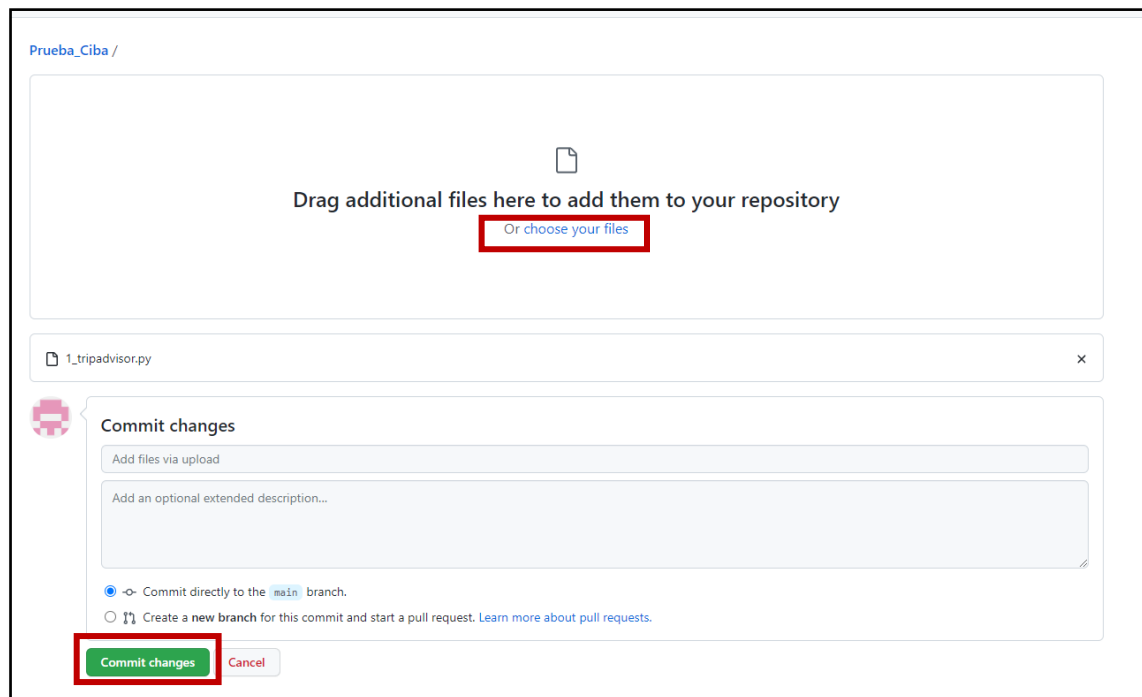 Prueba_Ciba /
Drag additional files here to add them to your repository
Or choose your files
1_tripadvisor.py
Commit changes
Add files via upload
Add an optional extended description...
Commit directly to the main branch.
Create a new branch for this commit and start a pull request. Learn more about pull requests.
Commit changes Cancel